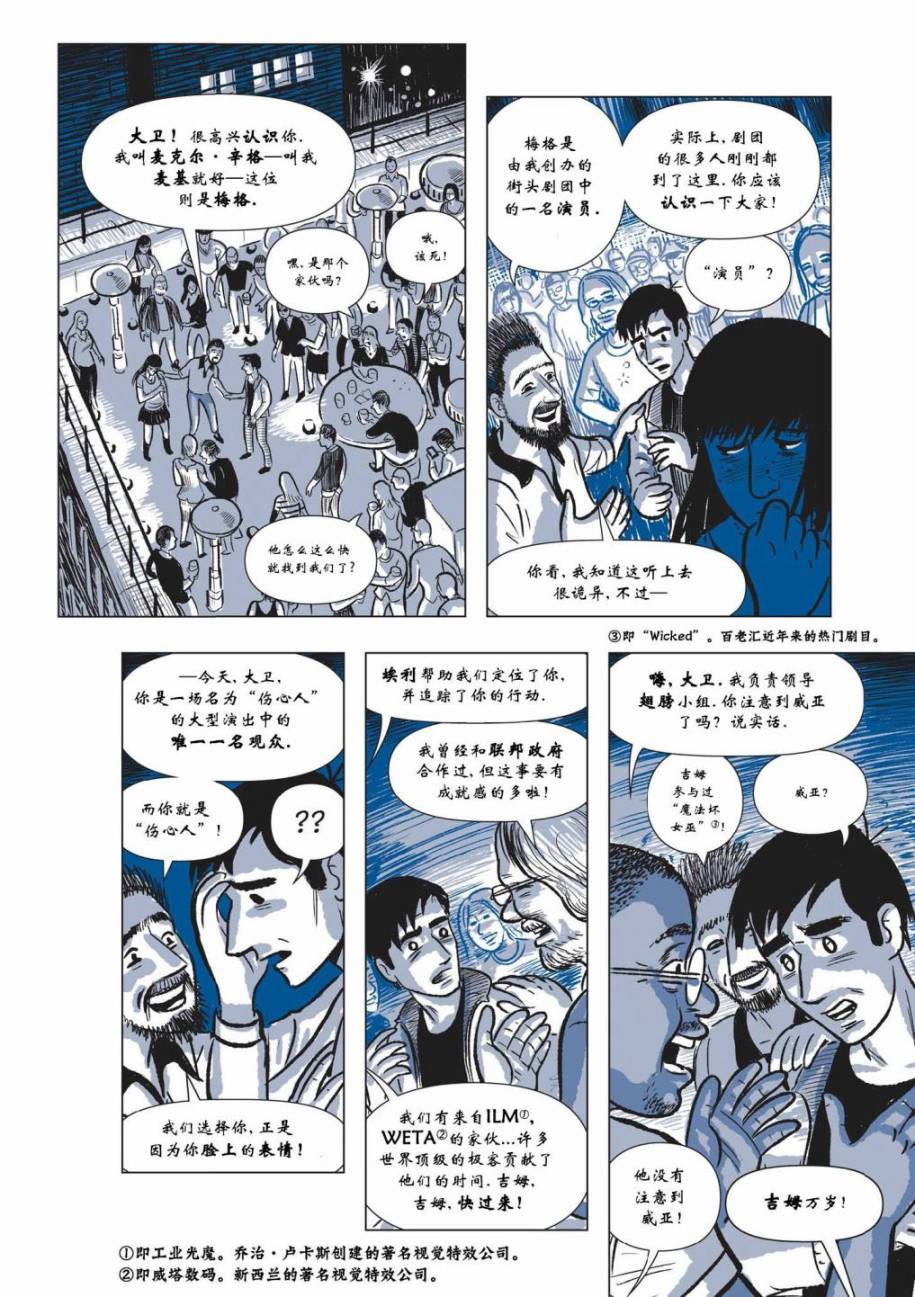 大卫！很高兴认识你.
我叫麦克尔·辛格—叫我
麦基就好—这位
则是梅格.
嘿,是那个
家伙吗?
哦,
该死!
他怎么这么快
就找到我们了?
梅格是
由我创办的
街头剧团中
的一名演员.
实际上,剧团
的很多人刚刚都
到了这里.你应该
认识一下大家!
“演员”?
你看,我知道这听上去
很诡异,不过—
③即“Wicked”。百老汇近年来的热门剧目。
—今天,大卫,
你是一场名为“伤心人”
的大型演出中的
唯一一名观众.
而你就是
“伤心人”!
??
我们选择你,正是
因为你脸上的表情!
埃利帮助我们定位了你,
并追踪了你的行动.
我曾经和联邦政府
合作过,但这事要有
成就感的多啦!
我们有来自ILM①,
WETA②的家伙...许多
世界顶级的极客贡献了
他们的时间.吉姆,
吉姆,快过来!
嗨,大卫.我负责领导
翅膀小组.你注意到威亚
了吗?说实话.
吉姆
参与过
“魔法坏
女巫”③!
威亚?
他没有
注意到
威亚!
吉姆万岁!
①即工业光魔。乔治·卢卡斯创建的著名视觉特效公司。
②即威塔数码。新西兰的著名视觉特效公司。